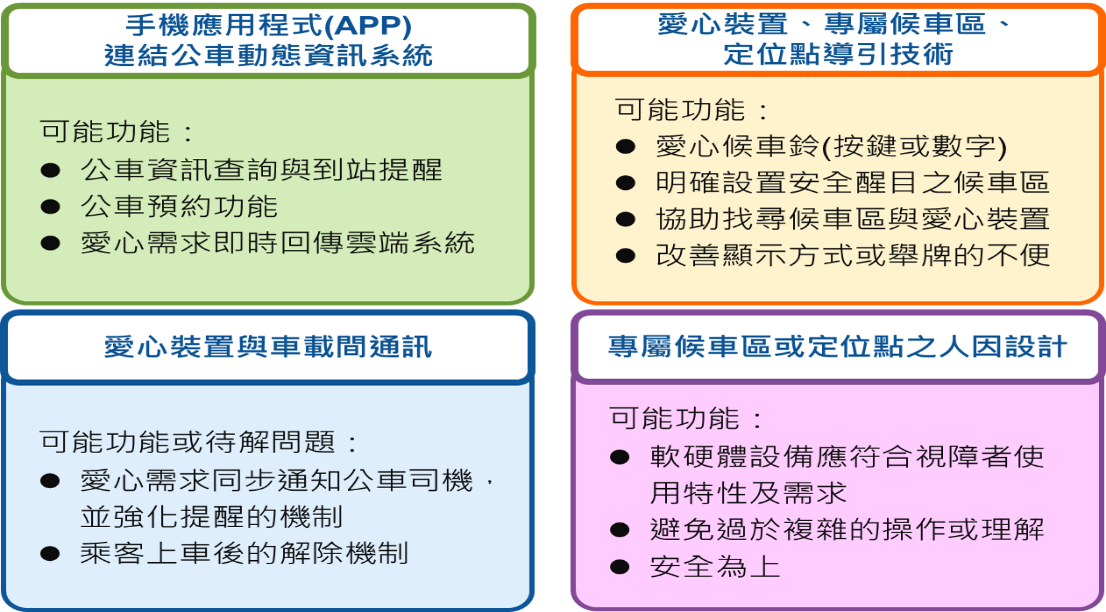 手機應用程式(APP)
連結公車動態資訊系統
可能功能：
● 公車資訊查詢與到站提醒
● 公車預約功能
● 愛心需求即時回傳雲端系統
愛心裝置、專屬候車區、
定位點導引技術
可能功能：
● 愛心候車鈴(按鍵或數字)
● 明確設置安全醒目之候車區
● 協助找尋候車區與愛心裝置
● 改善顯示方式或舉牌的不便
愛心裝置與車載間通訊
可能功能或待解問題：
● 愛心需求同步通知公車司機，
並強化提醒的機制
● 乘客上車後的解除機制
專屬候車區或定位點之人因設計
可能功能：
● 軟硬體設備應符合視障者使
用特性及需求
● 避免過於複雜的操作或理解
● 安全為上